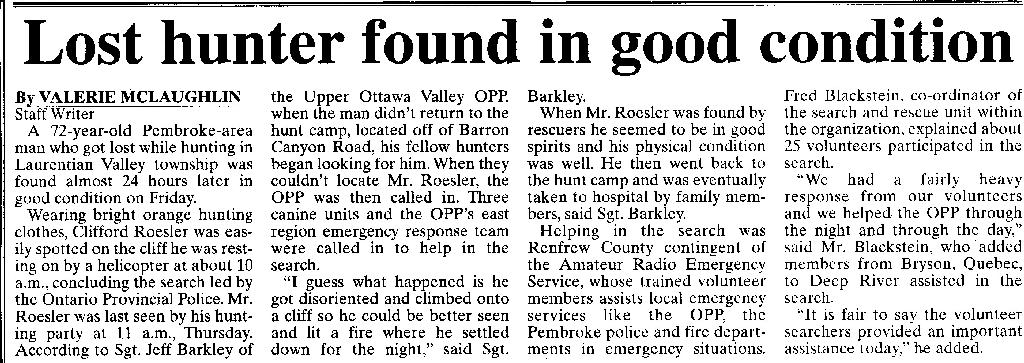 Lost hunter found in good condition
By VALERIE MCLAUGHLIN
Staff Writer
A 72-year-old Pembroke-area
man who got lost while hunting in
Laurentian Valley township was
found almost 24 hours later in
good condition on Friday.
Wearing bright orange hunting
clothes, Clifford Roesler was eas-
ily spotted on the cliff he was rest-
ing on by a helicopter at about 10
a.m., concluding the search led by
the Ontario Provincial Police. Mr.
Roesler was last seen by his hunt-
ing party at 11 a.m., Thursday.
According to Sgt. Jeff Barkley of
the Upper Ottawa Valley OPP.
when the man didn't return to the
hunt camp, located off of Barron
Canyon Road, his fellow hunters
began looking for him. When they
couldn't locate Mr. Roesler, the
OPP was then called in. Three
canine units and the OPP's east
region emergency response team
were called in to help in the
search.
"I guess what happened is he
got disoriented and climbed onto
a cliff so he could be better seen
and lit a fire where he settled
down for the night," said Sgt.
Barkley.
When Mr. Roesler was found by
rescuers he seemed to be in good
spirits and his physical condition
was well. He then went back to
the hunt camp and was eventually
taken to hospital by family mem-
bers, said Sgt. Barkley.
Helping in the search was
Renfrew County contingent of
the Amateur Radio Emergency
Service, whose trained volunteer
members assists local emergency
services like the OPP, the
Pembroke police and fire depart-
ments in emergency situations.
Fred Blackstein, co-ordinator of
the search and rescue unit within
the organization, explained about
25 volunteers participated in the
search.
"We had a fairly heavy
response from our volunteers
and we helped the OPP through
the night and through the day,"
said Mr. Blackstein, who added
members from Bryson, Quebec,
to Deep River assisted in the
search.
"It is fair to say the volunteer
searchers provided an important
assistance today," he added.